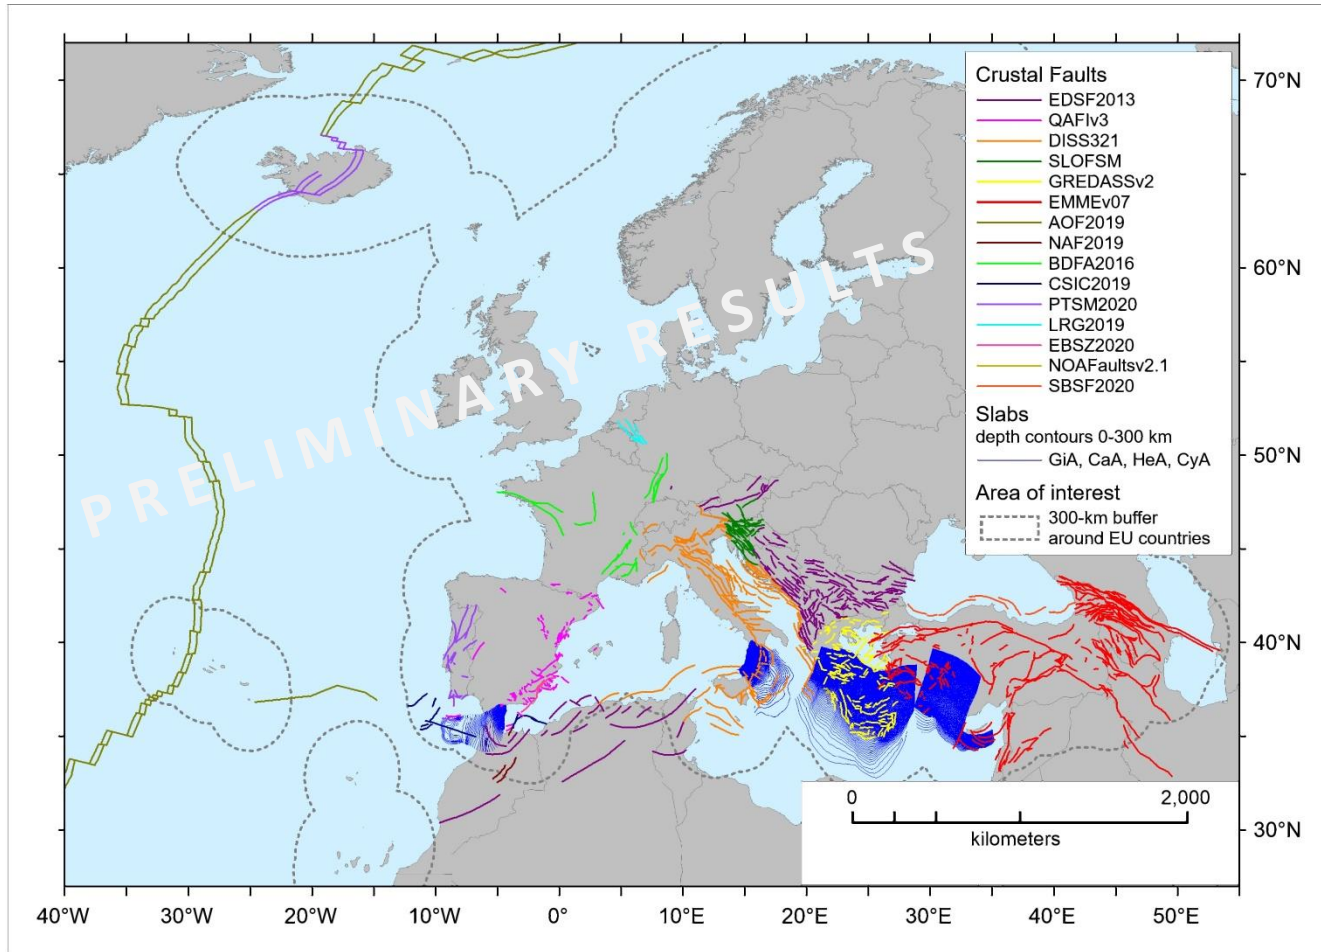 Crustal Faults
EDSF2013
QAFIv3
DISS321
SLOFSM
GREDASSv2
EMMEv07
AOF2019
NAF2019
BDFA2016
CSIC2019
PTSM2020
LRG2019
EBSZ2020
NOAFaultsv2.1
SBSF2020
Slabs
depth contours 0-300 km
GiA, CaA, HeA, CyA
Area of interest
300-km buffer
around EU countries
PRELIMINARY RESULTS
70°N
60°N
50°N
40°N
30°N
0 2,000
kilometers
40°W 30°W 20°W 10°W 0° 10°E 20°E 30°E 40°E 50°E